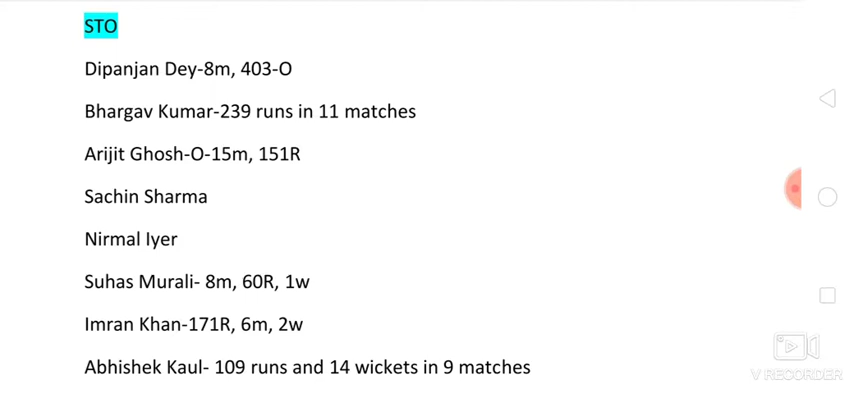 STO
Dipanjan Dey-8m, 403-O
Bhargav Kumar-239 runs in 11 matches
Arijit Ghosh-O-15m, 151R
Sachin Sharma
Nirmal Iyer
Suhas Murali- 8m, 60R, 1w
Imran Khan-171R, 6m, 2w
Abhishek Kaul- 109 runs and 14 wickets in 9 matches
V RECORDER